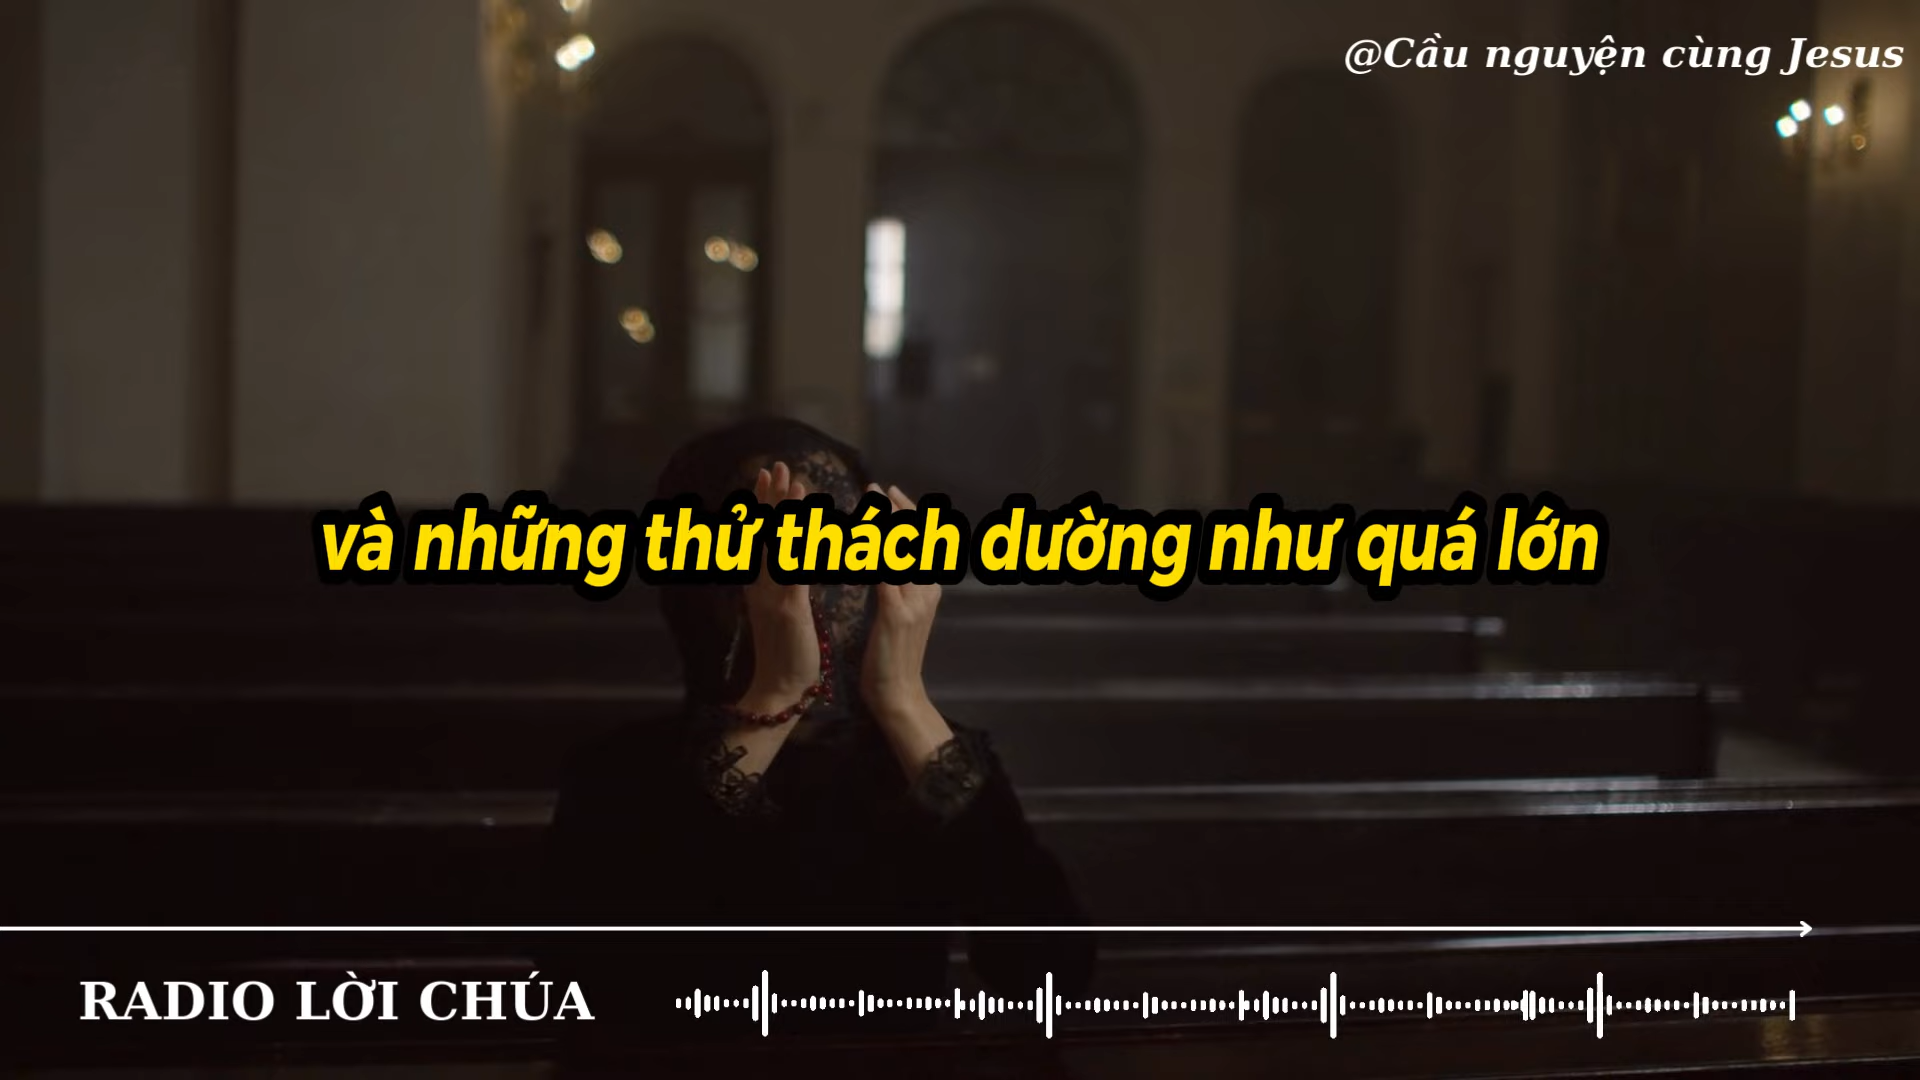 @Cầu nguyện cùng Jesus
và những thử thách dường như quá lớn
RADIO LỜI CHÚA